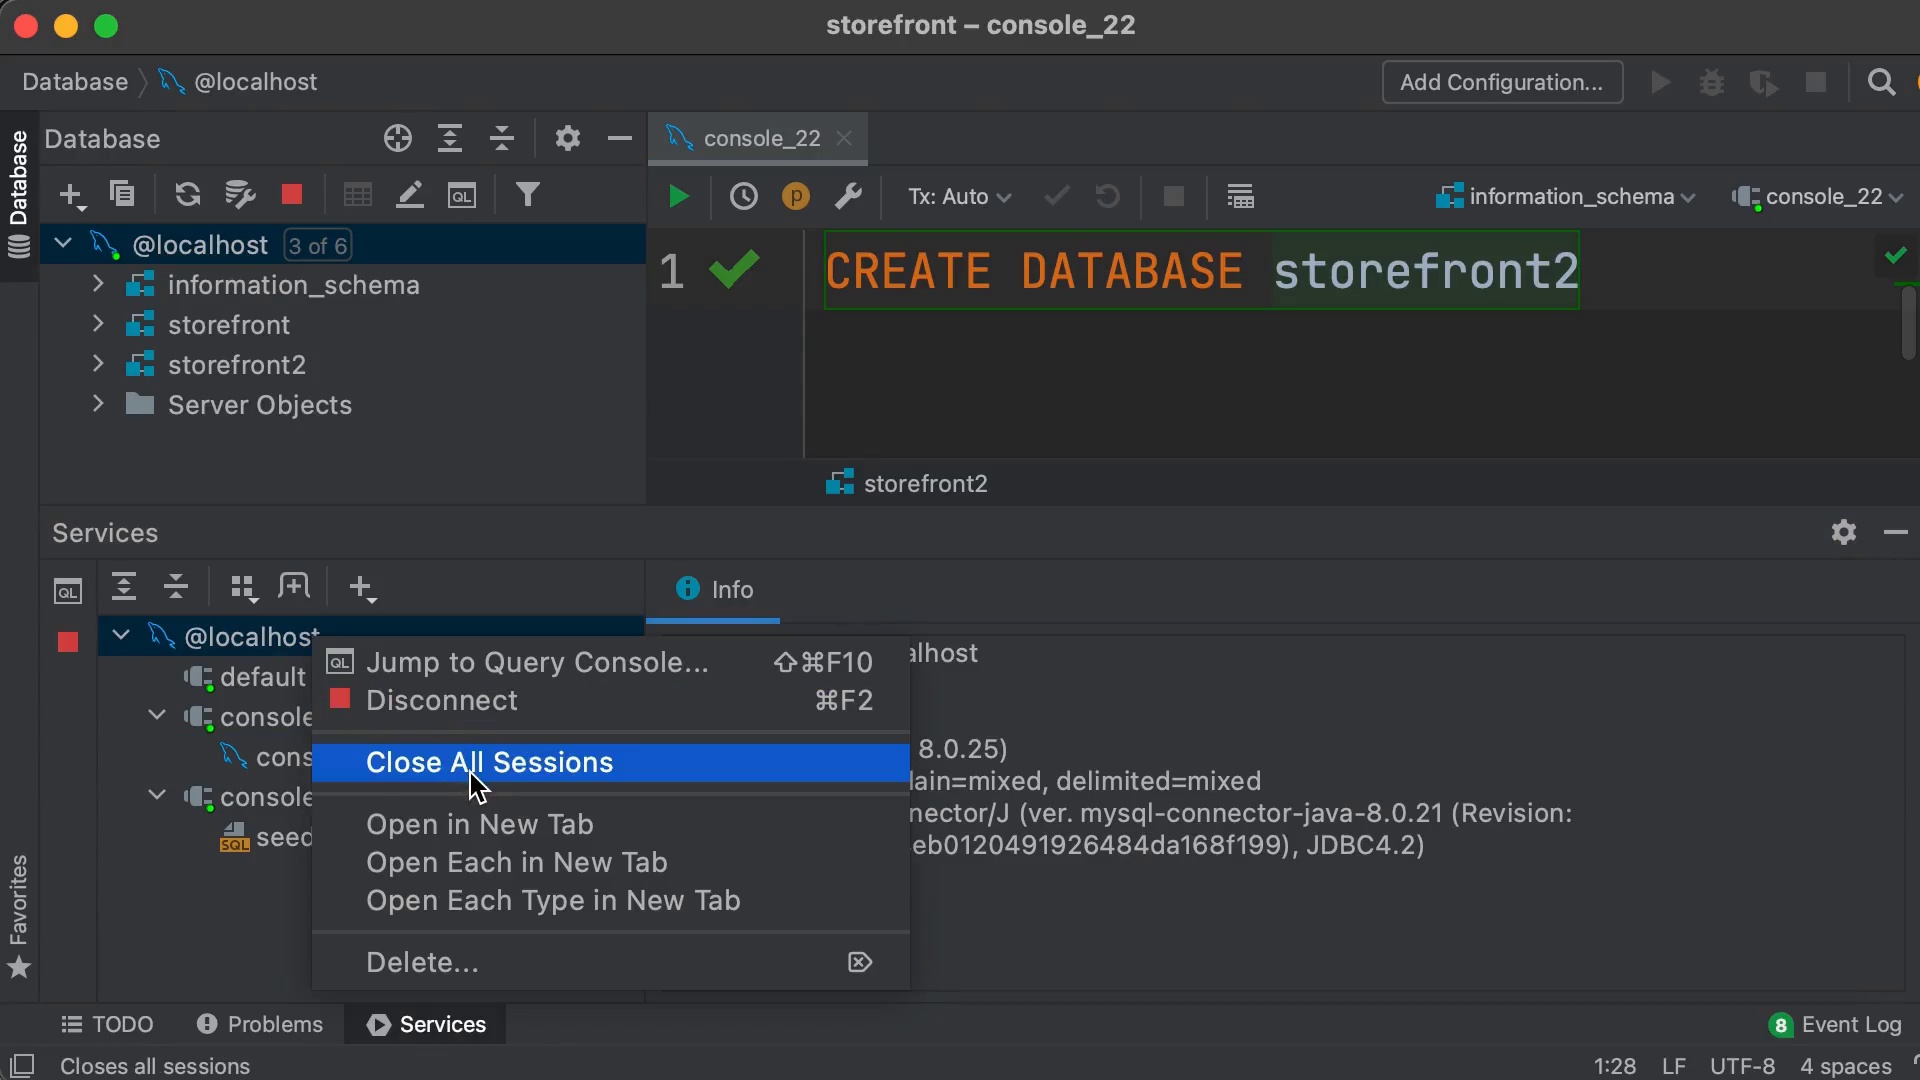 storefront – console_22
Database @localhost
Add Configuration...
Database
Database
console_22
Tx: Auto
information_schema
console_22
@localhost 3 of 6
information_schema
storefront
storefront2
Server Objects
1 CREATE DATABASE storefront2
storefront2
Services
Info
@localhost
default
console
cons
console
seed
Jump to Query Console... ⇧⌘F10
Disconnect ⌘F2
Close All Sessions
Open in New Tab
Open Each in New Tab
Open Each Type in New Tab
Delete...
alhost
8.0.25)
lain=mixed, delimited=mixed
nector/J (ver. mysql-connector-java-8.0.21 (Revision:
eb0120491926484da168f199), JDBC4.2)
Favorites
TODO
Problems
Services
8 Event Log
Closes all sessions
1:28 LF UTF-8 4 spaces